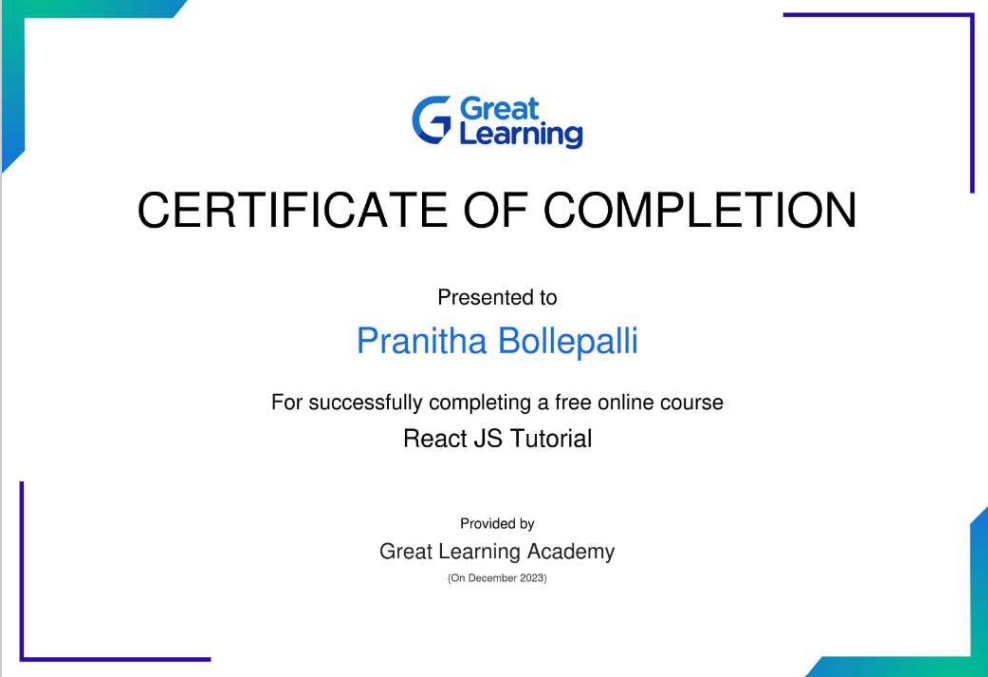 Great
Learning
CERTIFICATE OF COMPLETION
Presented to
Pranitha Bollepalli
For successfully completing a free online course
React JS Tutorial
Provided by
Great Learning Academy
(On December 2023)